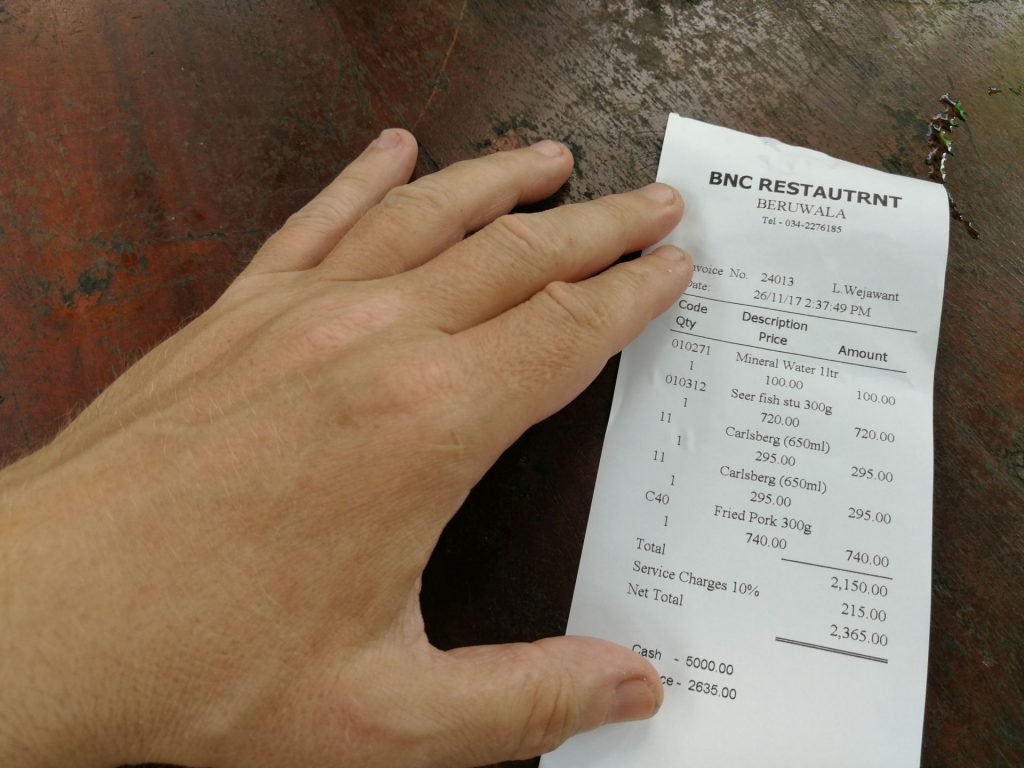 BNC RESTAUTRNT
BERUWALA
Tel - 034-2276185
nvoice No. 24013 L.Wejawant
Date: 26/11/17 2:37:49 PM
Code Description
Qty Price Amount
010271 Mineral Water 1ltr
1 100.00 100.00
010312 Seer fish stu 300g
1 720.00 720.00
11 Carlsberg (650ml)
1 295.00 295.00
11 Carlsberg (650ml)
1 295.00 295.00
C40 Fried Pork 300g
1 740.00 740.00
Total 2,150.00
Service Charges 10% 215.00
Net Total 2,365.00
Cash - 5000.00
ce - 2635.00